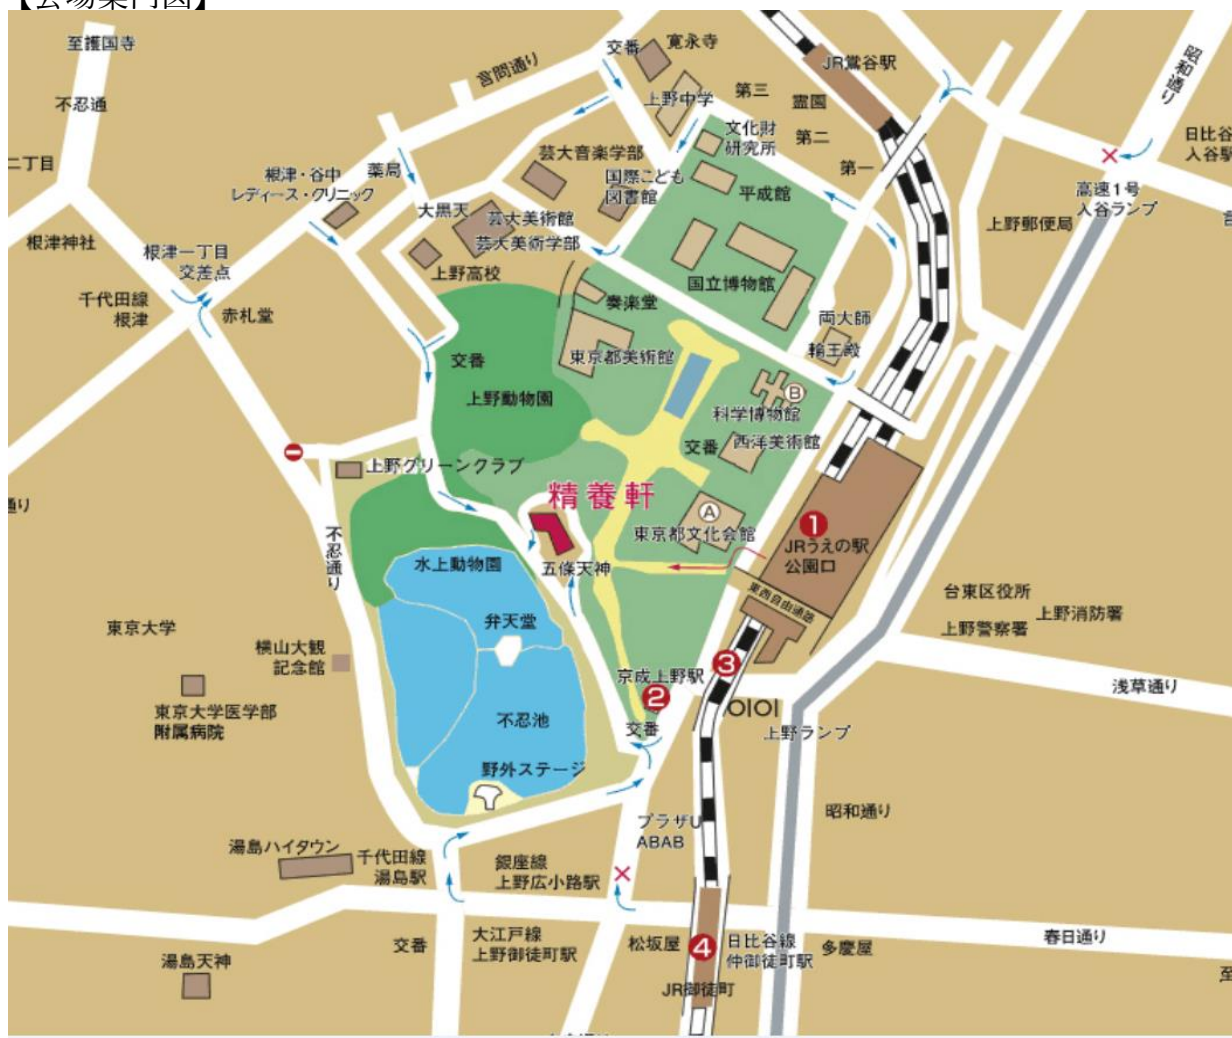 【会場案内図】
至護国寺
交番
寛永寺
言問通り
JR鶯谷駅
昭和通り
不忍通
上野中学
第三
霊園
文化財
研究所
第二
第一
日比谷
入谷駅
二丁目
根津・谷中
レディース・クリニック
薬局
芸大音楽学部
国際こども
図書館
平成館
高速1号
入谷ランプ
大黒天
芸大美術館
芸大美術学部
上野郵便局
根津神社
根津一丁目
交差点
上野高校
国立博物館
千代田線
根津
赤札堂
奏楽堂
両大師
輪王殿
交番
東京都美術館
上野動物園
B
科学博物館
交番
西洋美術館
上野グリーンクラブ
精養軒
通り
不忍通り
A
東京都文化会館
1
JRうえの駅
公園口
水上動物園
五條天神
東西自由通路
台東区役所
上野消防署
上野警察署
弁天堂
東京大学
横山大観
記念館
京成上野駅
3
2
浅草通り
東京大学医学部
附属病院
不忍池
交番
OIOI
上野ランプ
野外ステージ
プラザU
ABAB
昭和通り
湯島ハイタウン
千代田線
湯島駅
銀座線
上野広小路駅
交番
大江戸線
上野御徒町駅
松坂屋
4
日比谷線
仲御徒町駅
多慶屋
春日通り
湯島天神
JR御徒町
至